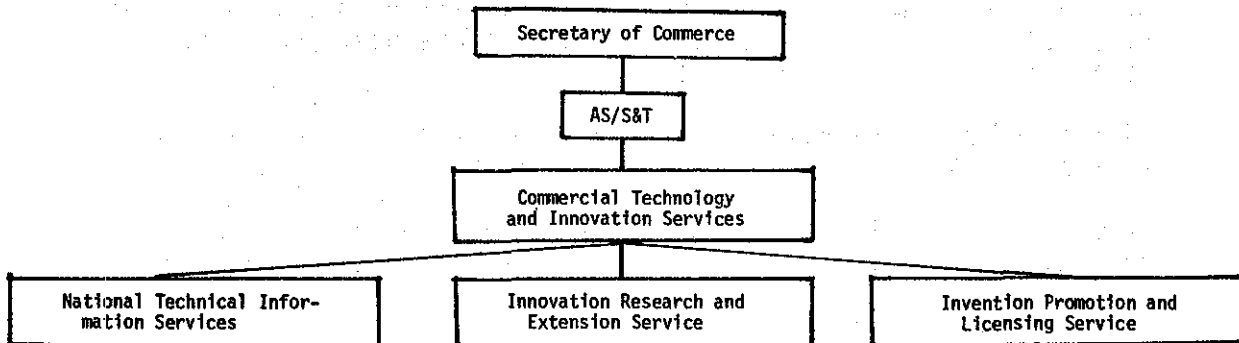 Secretary of Commerce
AS/S&T
Commercial Technology
and Innovation Services
National Technical Infor-
mation Services
Innovation Research and
Extension Service
Invention Promotion and
Licensing Service